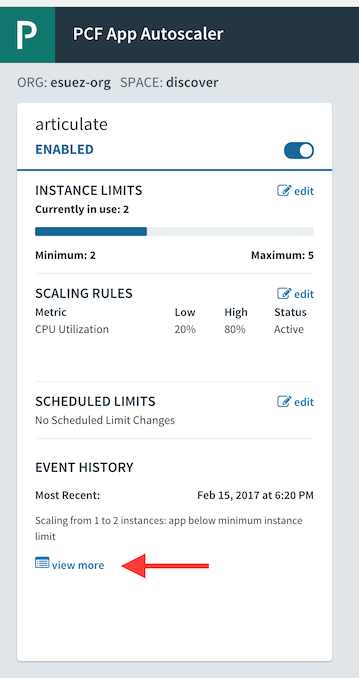 P PCF App Autoscaler
ORG: esuez-org SPACE: discover
articulate
ENABLED
INSTANCE LIMITS edit
Currently in use: 2
Minimum: 2 Maximum: 5
SCALING RULES edit
Metric Low High Status
CPU Utilization 20% 80% Active
SCHEDULED LIMITS edit
No Scheduled Limit Changes
EVENT HISTORY
Most Recent: Feb 15, 2017 at 6:20 PM
Scaling from 1 to 2 instances: app below minimum instance
limit
view more